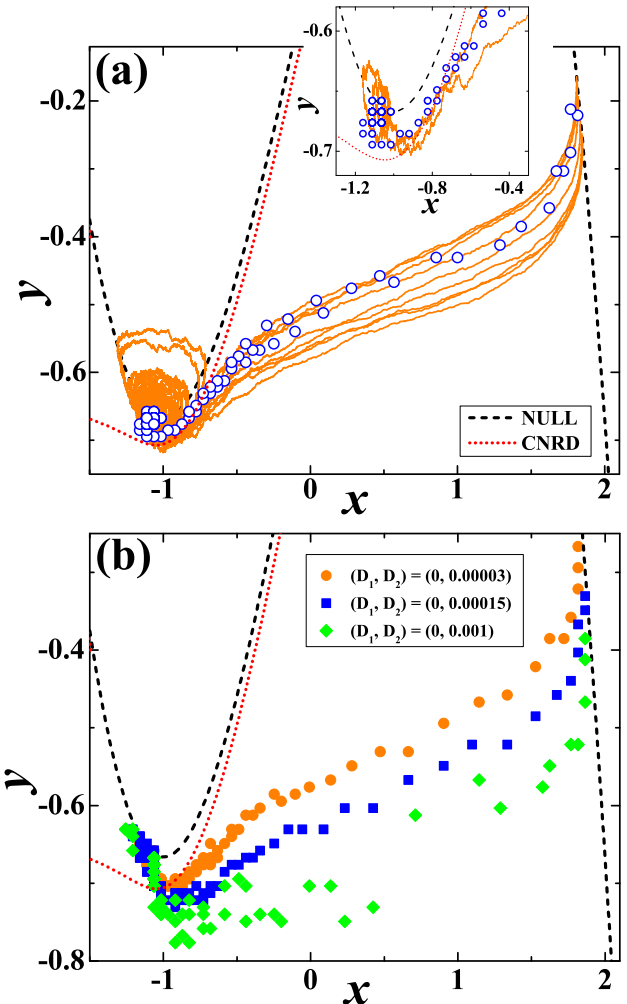 (a)
-0.6
-0.7
y
-1.2 -0.8 -0.4
x
-0.2
-0.4
-0.6
y
NULL
CNRD
-1 0 1 2
x
(b)
(D1, D2) = (0, 0.00003)
(D1, D2) = (0, 0.00015)
(D1, D2) = (0, 0.001)
-0.4
-0.6
-0.8
y
-1 0 1 2
x